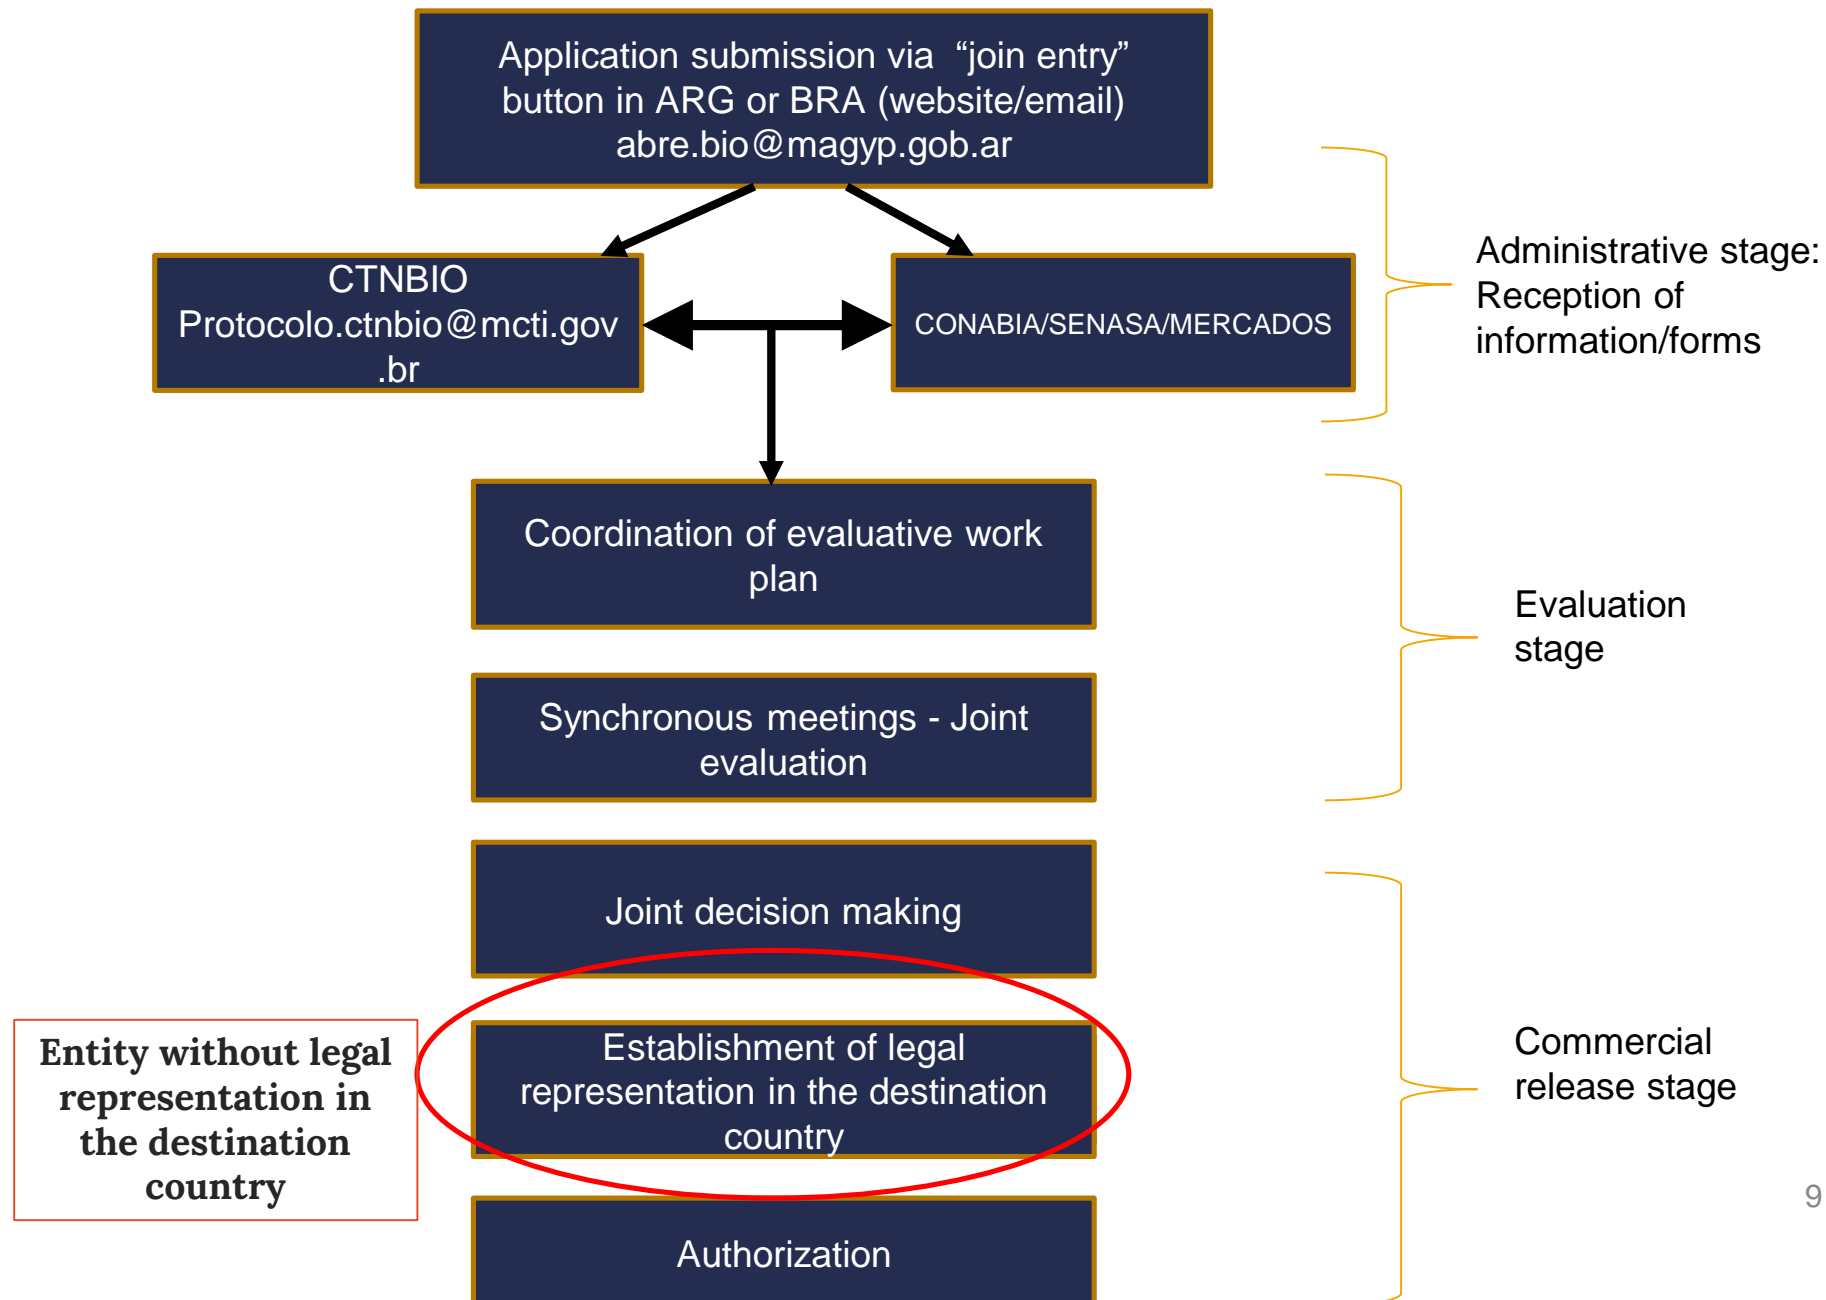 Application submission via “join entry”
button in ARG or BRA (website/email)
abre.bio@magyp.gob.ar
CTNBIO
Protocolo.ctnbio@mcti.gov
.br
CONABIA/SENASA/MERCADOS
Administrative stage:
Reception of
information/forms
Coordination of evaluative work
plan
Synchronous meetings - Joint
evaluation
Evaluation
stage
Joint decision making
Entity without legal
representation in
the destination
country
Establishment of legal
representation in the destination
country
Authorization
Commercial
release stage
9